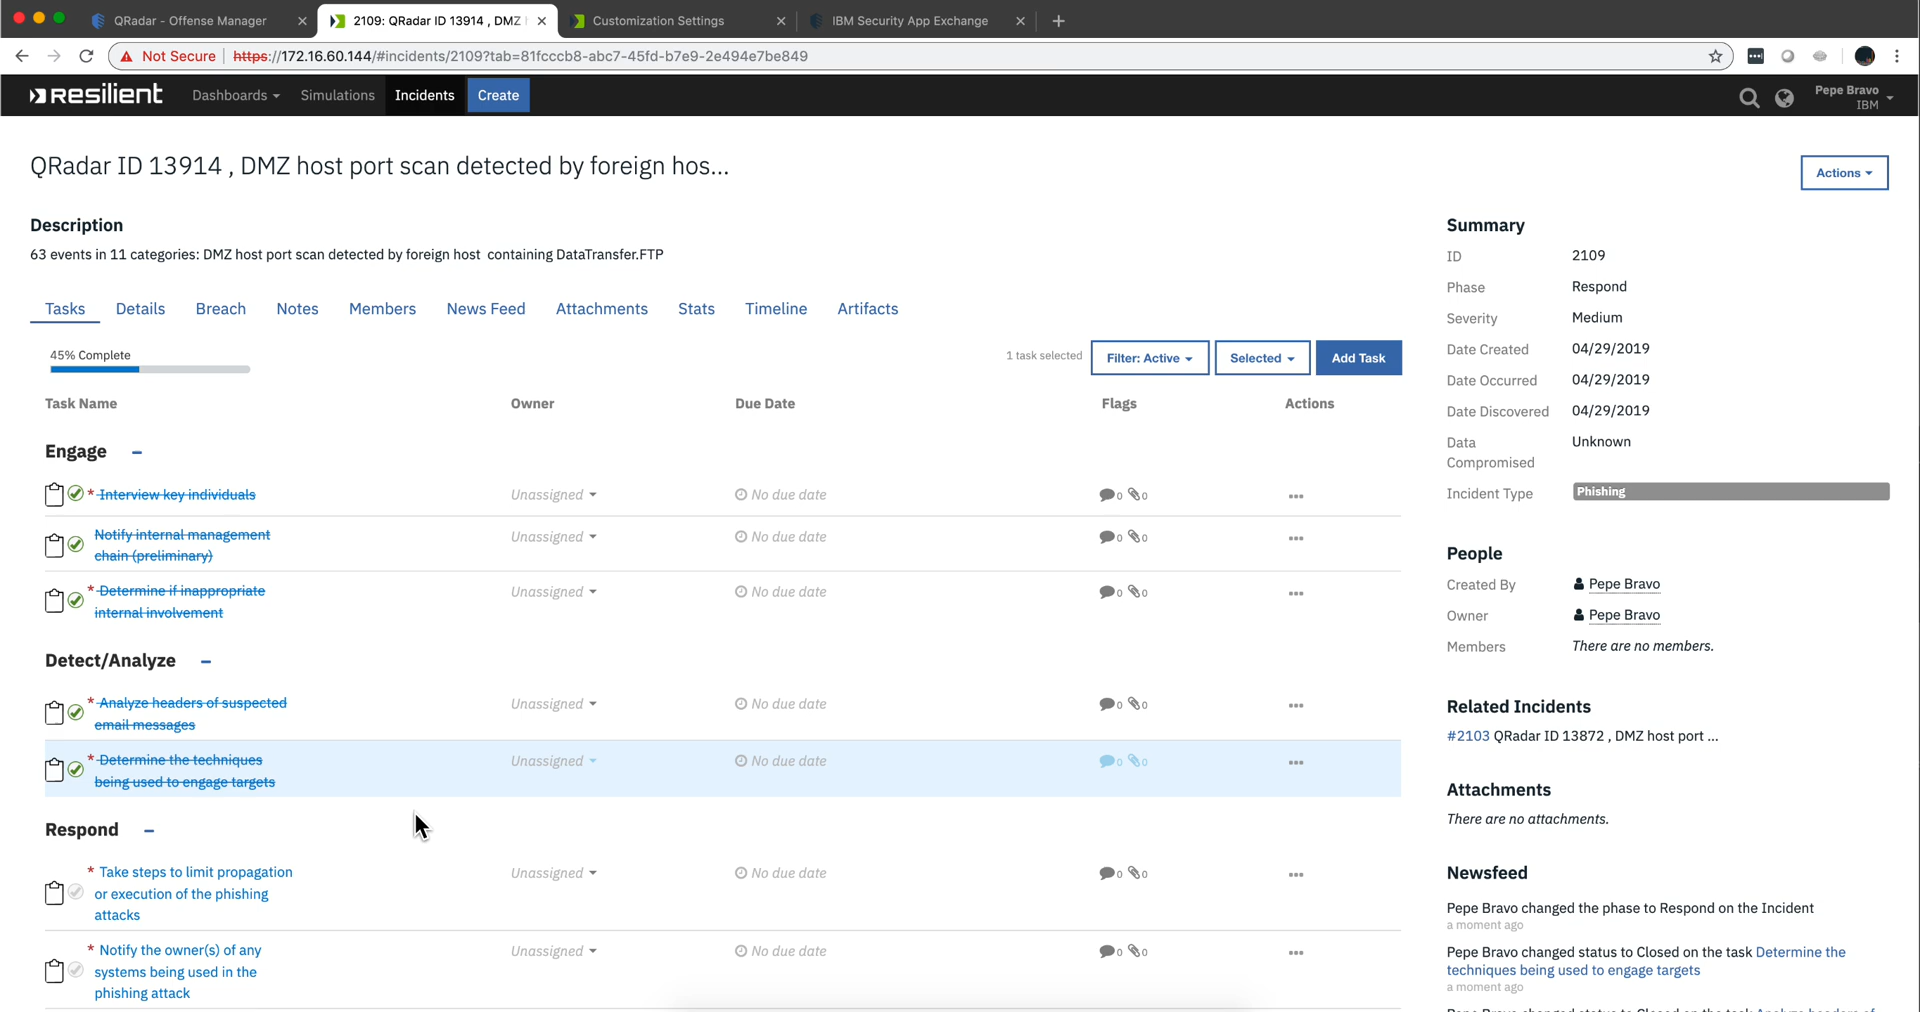 QRadar - Offense Manager
2109: QRadar ID 13914 , DMZ
Customization Settings
IBM Security App Exchange
Not Secure
https://172.16.60.144/#incidents/2109?tab=81fcccb8-abc7-45fd-b7e9-2e494e7be849
resilient
Dashboards
Simulations
Incidents
Create
Pepe Bravo
IBM
QRadar ID 13914 , DMZ host port scan detected by foreign hos...
Actions
Description
63 events in 11 categories: DMZ host port scan detected by foreign host containing DataTransfer.FTP
Tasks
Details
Breach
Notes
Members
News Feed
Attachments
Stats
Timeline
Artifacts
45% Complete
1 task selected
Filter: Active
Selected
Add Task
Task Name
Owner
Due Date
Flags
Actions
Engage
* Interview key individuals
Unassigned
No due date
0 0
Notify internal management
chain (preliminary)
Unassigned
No due date
0 0
* Determine if inappropriate
internal involvement
Unassigned
No due date
0 0
Detect/Analyze
* Analyze headers of suspected
email messages
Unassigned
No due date
0 0
* Determine the techniques
being used to engage targets
Unassigned
No due date
0 0
Respond
* Take steps to limit propagation
or execution of the phishing
attacks
Unassigned
No due date
0 0
* Notify the owner(s) of any
systems being used in the
phishing attack
Unassigned
No due date
0 0
Summary
ID 2109
Phase Respond
Severity Medium
Date Created 04/29/2019
Date Occurred 04/29/2019
Date Discovered 04/29/2019
Data Unknown
Compromised
Incident Type Phishing
People
Created By Pepe Bravo
Owner Pepe Bravo
Members There are no members.
Related Incidents
#2103 QRadar ID 13872 , DMZ host port ...
Attachments
There are no attachments.
Newsfeed
Pepe Bravo changed the phase to Respond on the Incident
a moment ago
Pepe Bravo changed status to Closed on the task Determine the
techniques being used to engage targets
a moment ago